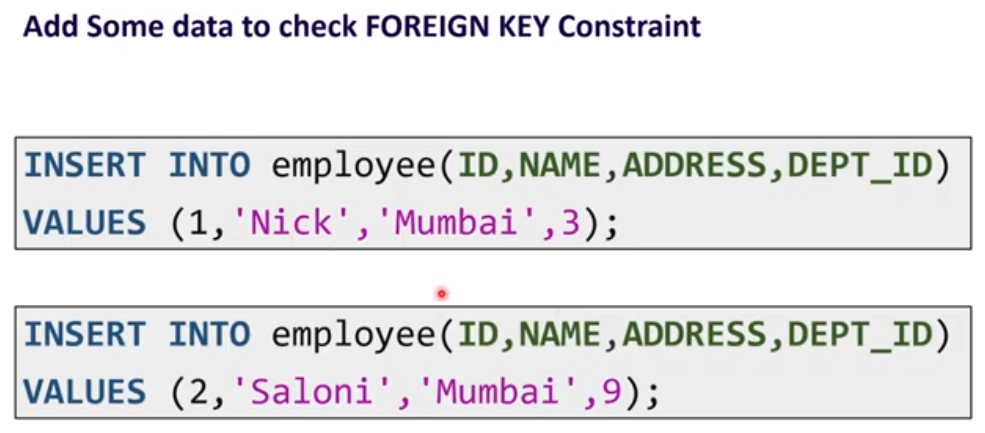 Add Some data to check FOREIGN KEY Constraint
INSERT INTO employee(ID,NAME,ADDRESS,DEPT_ID)
VALUES (1,'Nick','Mumbai',3);
INSERT INTO employee(ID,NAME,ADDRESS,DEPT_ID)
VALUES (2,'Saloni','Mumbai',9);